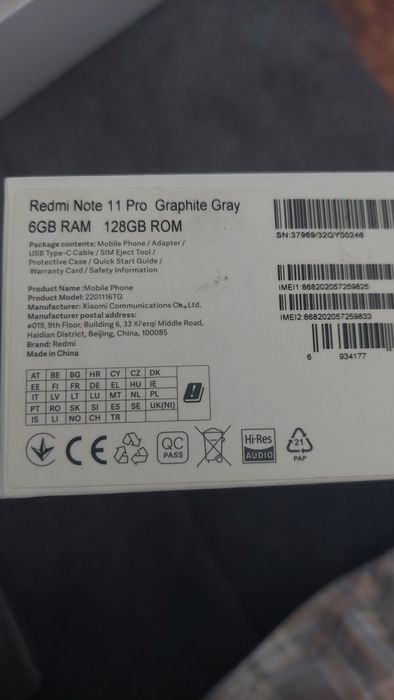 Redmi Note 11 Pro Graphite Gray
6GB RAM 128GB ROM
Package contents: Mobile Phone / Adapter /
USB Type-C Cable / SIM Eject Tool /
Protective Case / Quick Start Guide /
Warranty Card / Safety Information
Product Name :Mobile Phone
Product Model: 2201116TG
Manufacturer: Xiaomi Communications Co.,Ltd.
Manufacturer postal address:
#019, 9th Floor, Building 6, 33 Xi'erqi Middle Road,
Haidian District, Beijing, China, 100085
Brand: Redmi
Made in China
SN:37969/32QY00246
IMEI1:868202057259825
IMEI2:868202057259833
6 934177
AT BE BG HR CY CZ DK
EE FI FR DE EL HU IE
IT LV LT LU MT NL PL
PT RO SK SI ES SE UK(NI)
IS LI NO CH TR
CE
QC
PASS
Hi-Res
AUDIO
21
PAP